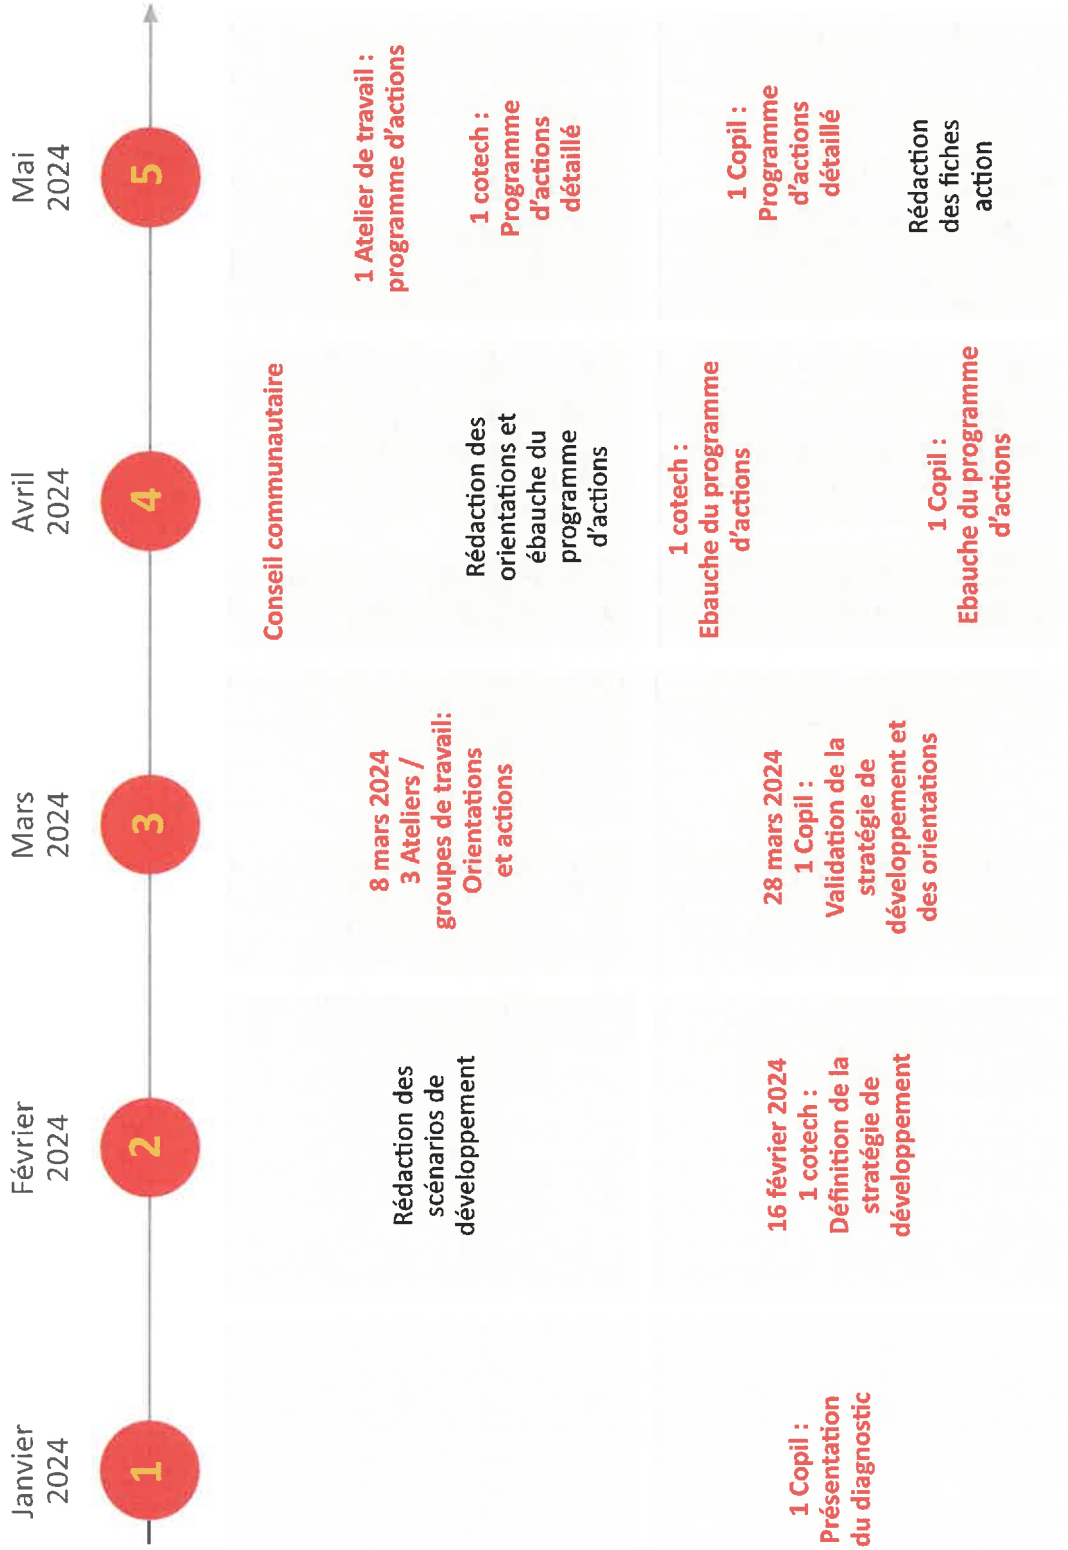 Janvier
2024
1
1 Copil :
Présentation
du diagnostic
Février
2024
2
Rédaction des
scénarios de
développement
16 février 2024
1 cotech :
Définition de la
stratégie de
développement
Mars
2024
3
8 mars 2024
3 Ateliers /
groupes de travail:
Orientations
et actions
28 mars 2024
1 Copil :
Validation de la
stratégie de
développement et
des orientations
Avril
2024
4
Conseil communautaire
Rédaction des
orientations et
ébauche du
programme
d'actions
1 cotech :
Ebauche du programme
d'actions
1 Copil :
Ebauche du programme
d'actions
Mai
2024
5
1 Atelier de travail :
programme d'actions
1 cotech :
Programme
d'actions
détaillé
1 Copil :
Programme
d'actions
détaillé
Rédaction
des fiches
action